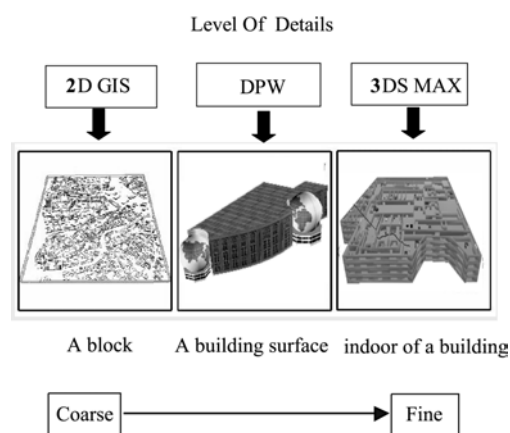 Level Of Details
2D GIS
DPW
3DS MAX
A block
A building surface
indoor of a building
Coarse
Fine